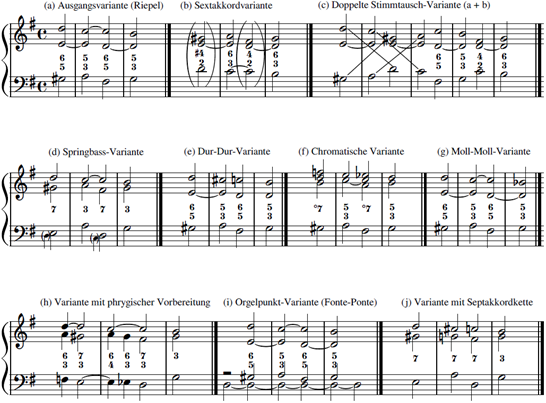 (a) Ausgangsvariante (Riepel) (b) Sextakkordvariante (c) Doppelte Stimmtausch-Variante (a + b)
6 5 6 5 ♯4 6 4 6 5 6 4 6
5 3 5 3 2 3 2 3 3 5 2 3
(d) Springbass-Variante (e) Dur-Dur-Variante (f) Chromatische Variante (g) Moll-Moll-Variante
7 3 7 3 6 5 6 5 °7 5 °7 5 6 5 6 5
5 3 5 3 3 3 5 3 5 3
(h) Variante mit phrygischer Vorbereitung (i) Orgelpunkt-Variante (Fonte-Ponte) (j) Variante mit Septakkordkette
6 7 6 6 7 3 6 5 6 5 7 7 7 3
3 3 3 3 5 3 5 3